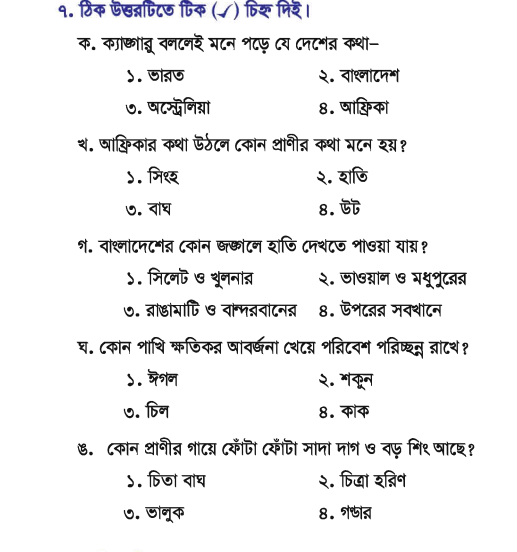 ৭. ঠিক উত্তরটিতে টিক (✓) চিহ্ন দিই।
ক. ক্যাঙ্গারু বললেই মনে পড়ে যে দেশের কথা–
১. ভারত ২. বাংলাদেশ
৩. অস্ট্রেলিয়া ৪. আফ্রিকা
খ. আফ্রিকার কথা উঠলে কোন প্রাণীর কথা মনে হয়?
১. সিংহ ২. হাতি
৩. বাঘ ৪. উট
গ. বাংলাদেশের কোন জঙ্গলে হাতি দেখতে পাওয়া যায়?
১. সিলেট ও খুলনার ২. ভাওয়াল ও মধুপুরের
৩. রাঙামাটি ও বান্দরবানের ৪. উপরের সবখানে
ঘ. কোন পাখি ক্ষতিকর আবর্জনা খেয়ে পরিবেশ পরিচ্ছন্ন রাখে?
১. ঈগল ২. শকুন
৩. চিল ৪. কাক
ঙ. কোন প্রাণীর গায়ে ফোঁটা ফোঁটা সাদা দাগ ও বড় শিং আছে?
১. চিতা বাঘ ২. চিত্রা হরিণ
৩. ভালুক ৪. গন্ডার